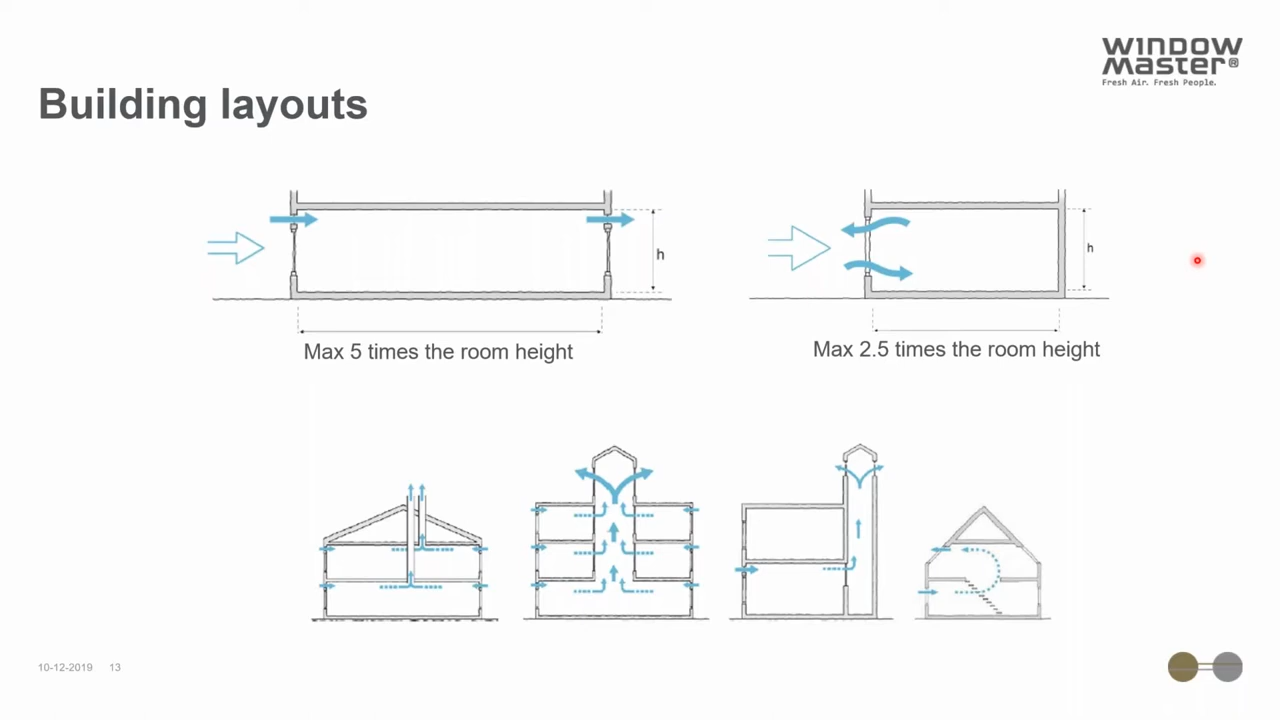 WINDOW
Master®
Fresh Air. Fresh People.
Building layouts
h
h
Max 5 times the room height
Max 2.5 times the room height
10-12-2019 13